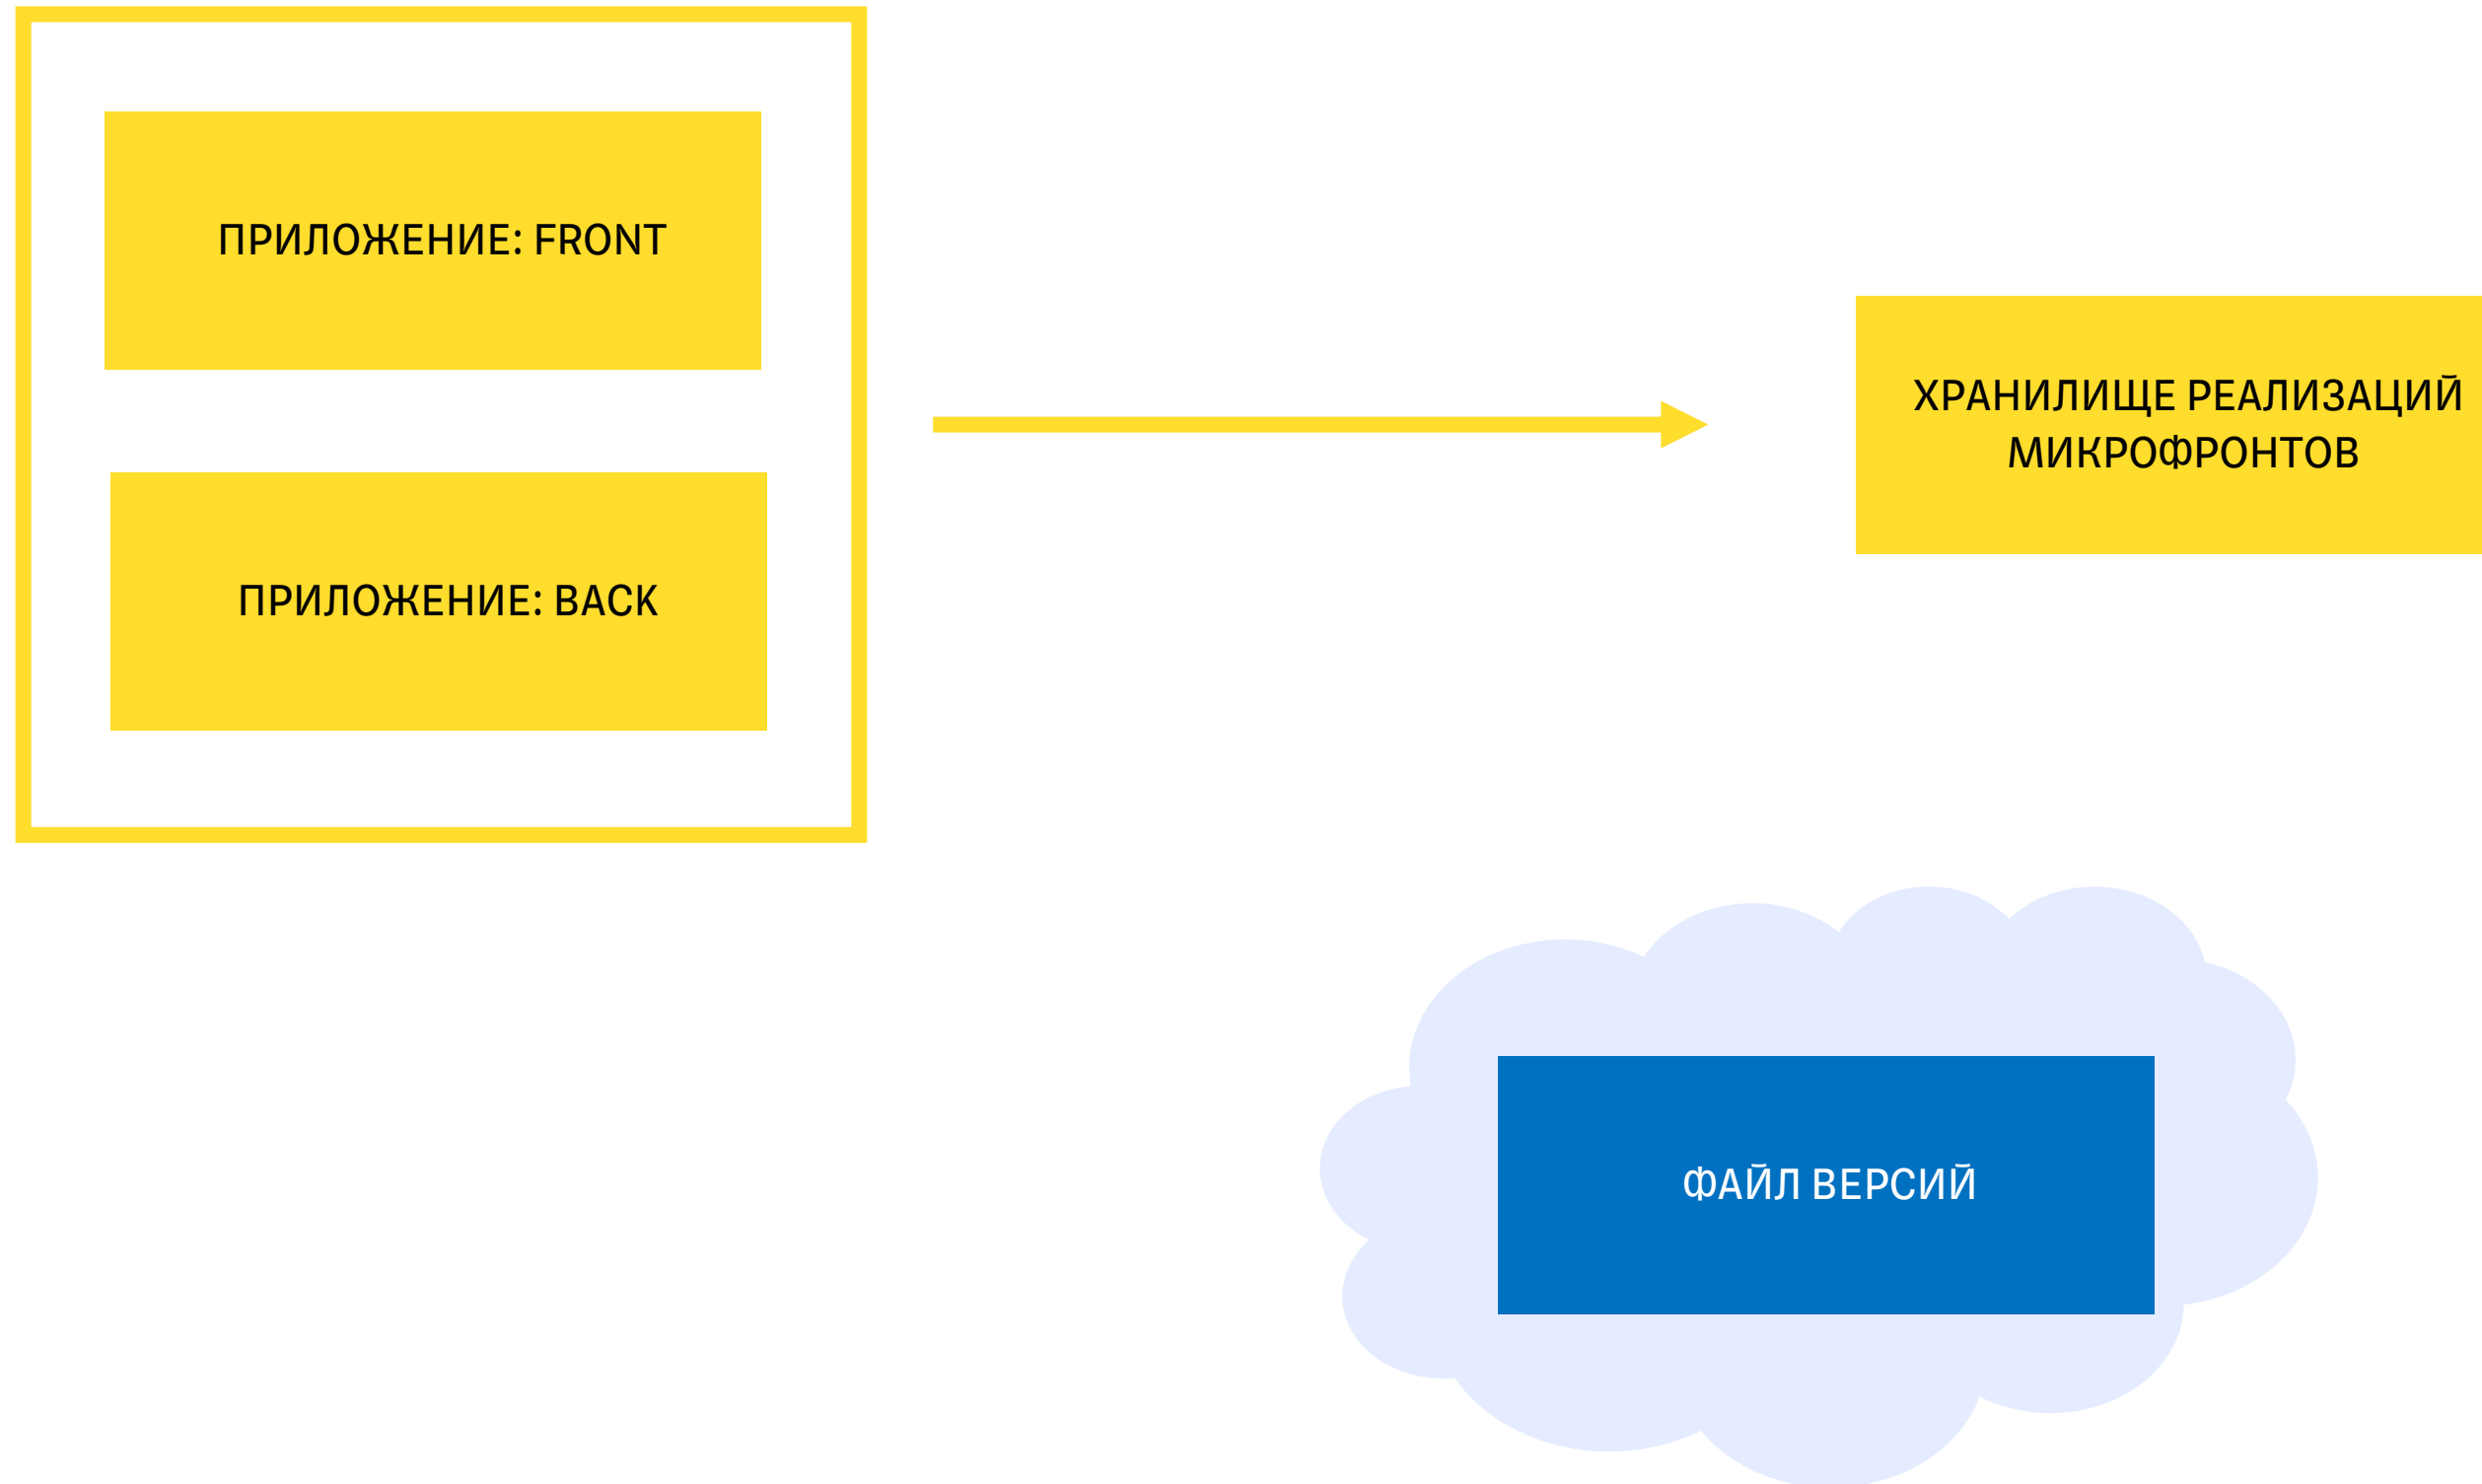 ПРИЛОЖЕНИЕ: FRONT
ПРИЛОЖЕНИЕ: BACK
ХРАНИЛИЩЕ РЕАЛИЗАЦИЙ
МИКРОФРОНТОВ
ФАЙЛ ВЕРСИЙ